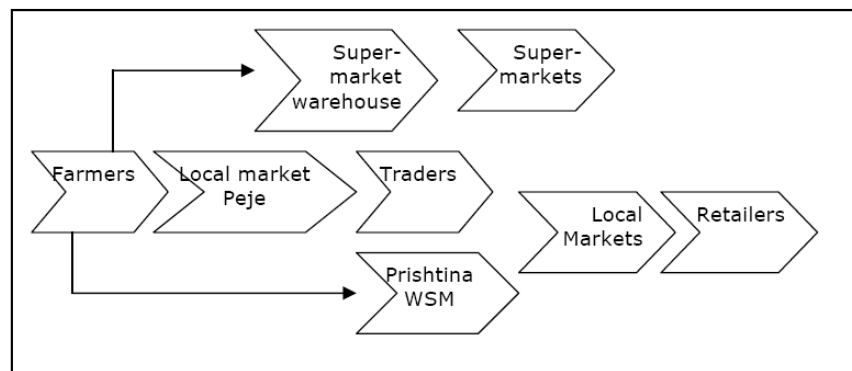 Super-
market
warehouse
Super-
markets
Farmers
Local market
Peje
Traders
Local
Markets
Retailers
Prishtina
WSM